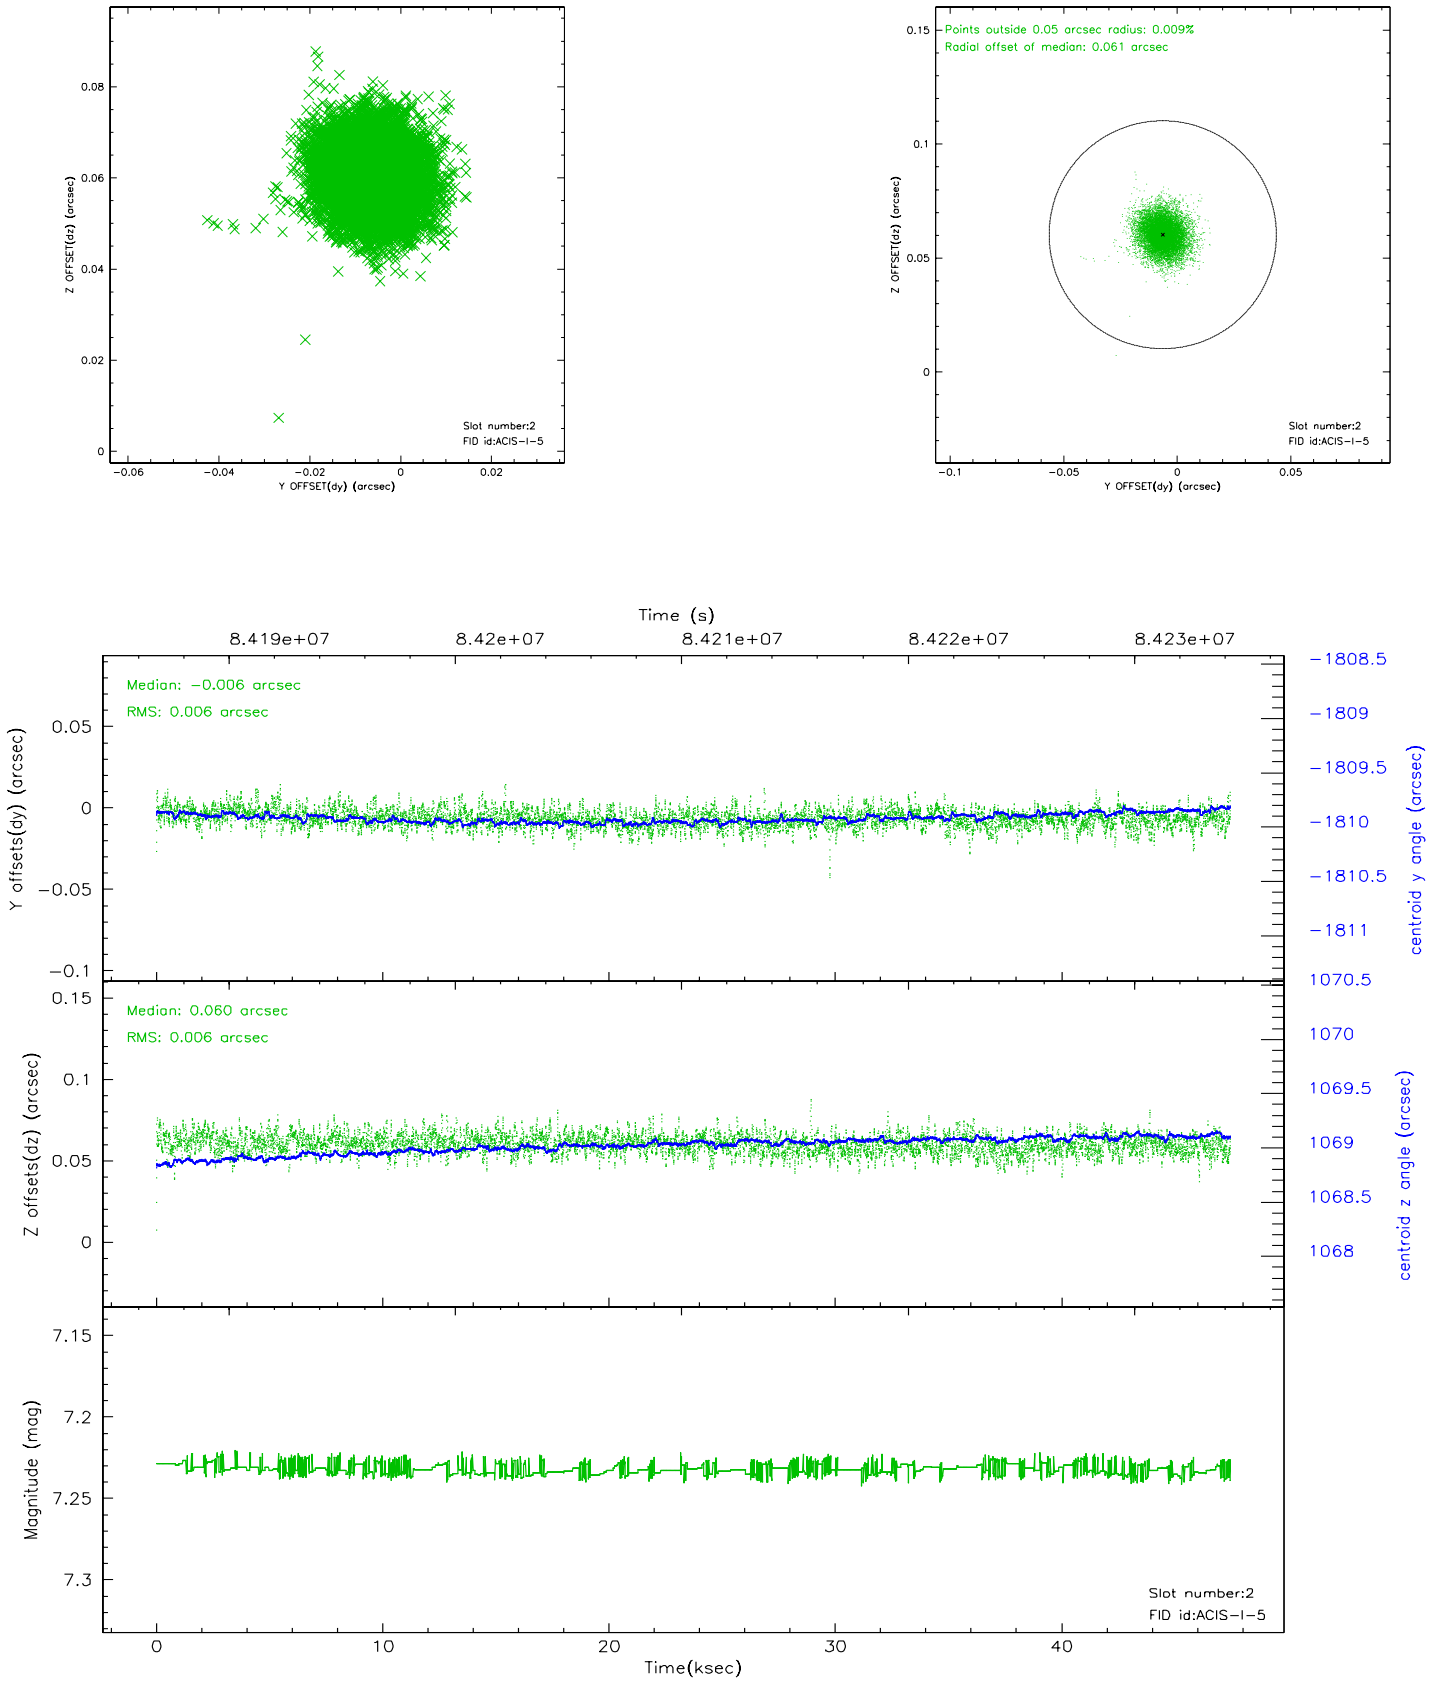 0.08
0.06
0.04
0.02
0
Z OFFSET(dz) (arcsec)
Slot number:2
FID id:ACIS-I-5
-0.06 -0.04 -0.02 0 0.02
Y OFFSET(dy) (arcsec)
Points outside 0.05 arcsec radius: 0.009%
Radial offset of median: 0.061 arcsec
0.15
0.1
0.05
0
Z OFFSET(dz) (arcsec)
Slot number:2
FID id:ACIS-I-5
-0.1 -0.05 0 0.05
Y OFFSET(dy) (arcsec)
Time (s)
8.419e+07 8.42e+07 8.421e+07 8.422e+07 8.423e+07
Median: -0.006 arcsec
RMS: 0.006 arcsec
0.05
0
-0.05
-0.1
Y offsets(dy) (arcsec)
-1808.5
-1809
-1809.5
-1810
-1810.5
-1811
centroid y angle (arcsec)
Median: 0.060 arcsec
RMS: 0.006 arcsec
0.15
0.1
0.05
0
Z offsets(dz) (arcsec)
1070.5
1070
1069.5
1069
1068.5
1068
centroid z angle (arcsec)
7.15
7.2
7.25
7.3
Magnitude (mag)
Slot number:2
FID id:ACIS-I-5
0 10 20 30 40
Time(ksec)